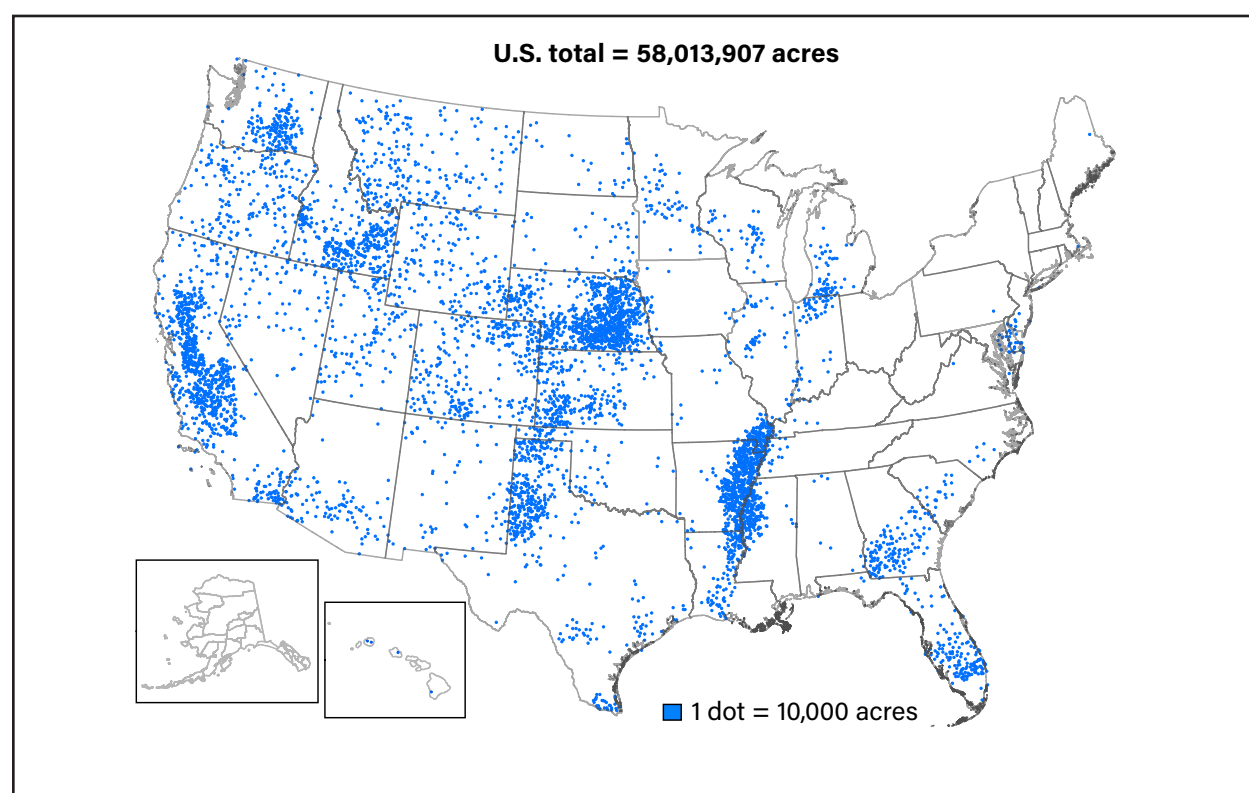 U.S. total = 58,013,907 acres
1 dot = 10,000 acres